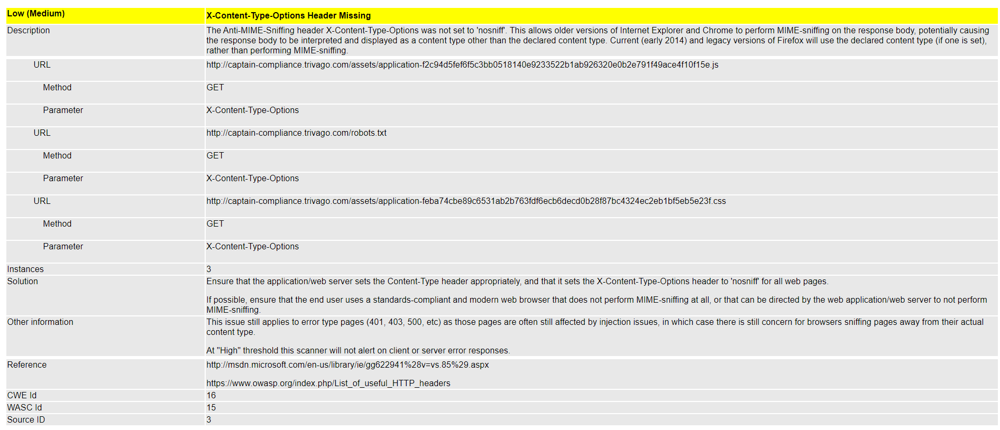 Low (Medium)
X-Content-Type-Options Header Missing
Description
The Anti-MIME-Sniffing header X-Content-Type-Options was not set to 'nosniff'. This allows older versions of Internet Explorer and Chrome to perform MIME-sniffing on the response body, potentially causing
the response body to be interpreted and displayed as a content type other than the declared content type. Current (early 2014) and legacy versions of Firefox will use the declared content type (if one is set),
rather than performing MIME-sniffing.
URL
http://captain-compliance.trivago.com/assets/application-f2c94d5fef6f5c3bb0518140e9233522b1ab926320e0b2e791f49ace4f10f15e.js
Method
GET
Parameter
X-Content-Type-Options
URL
http://captain-compliance.trivago.com/robots.txt
Method
GET
Parameter
X-Content-Type-Options
URL
http://captain-compliance.trivago.com/assets/application-feba74cbe89c6531ab2b763fdf6ecb6decd0b28f87bc4324ec2eb1bf5eb5e23f.css
Method
GET
Parameter
X-Content-Type-Options
Instances
3
Solution
Ensure that the application/web server sets the Content-Type header appropriately, and that it sets the X-Content-Type-Options header to 'nosniff' for all web pages.
If possible, ensure that the end user uses a standards-compliant and modern web browser that does not perform MIME-sniffing at all, or that can be directed by the web application/web server to not perform
MIME-sniffing.
Other information
This issue still applies to error type pages (401, 403, 500, etc) as those pages are often still affected by injection issues, in which case there is still concern for browsers sniffing pages away from their actual
content type.
At "High" threshold this scanner will not alert on client or server error responses.
Reference
http://msdn.microsoft.com/en-us/library/ie/gg622941%28v=vs.85%29.aspx
https://www.owasp.org/index.php/List_of_useful_HTTP_headers
CWE Id
16
WASC Id
15
Source ID
3